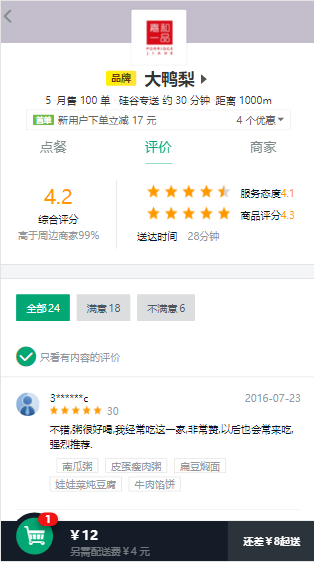 嘉和
一品
品牌 大鸭梨
5 月售 100 单 · 硅谷专送 约 30 分钟 距离 1000m
首单 新用户下单立减 17 元 4 个优惠
点餐 评价 商家
4.2
综合评分
高于周边商家99%
服务态度4.1
商品评分4.3
送达时间 28分钟
全部24 满意18 不满意6
只看有内容的评价
3******c 2016-07-23
30
不错,粥很好喝,我经常吃这一家,非常赞,以后也会常来吃,
强烈推荐.
南瓜粥 皮蛋瘦肉粥 扁豆焖面
娃娃菜炖豆腐 牛肉馅饼
1
￥12
另需配送费￥4 元
还差￥8起送